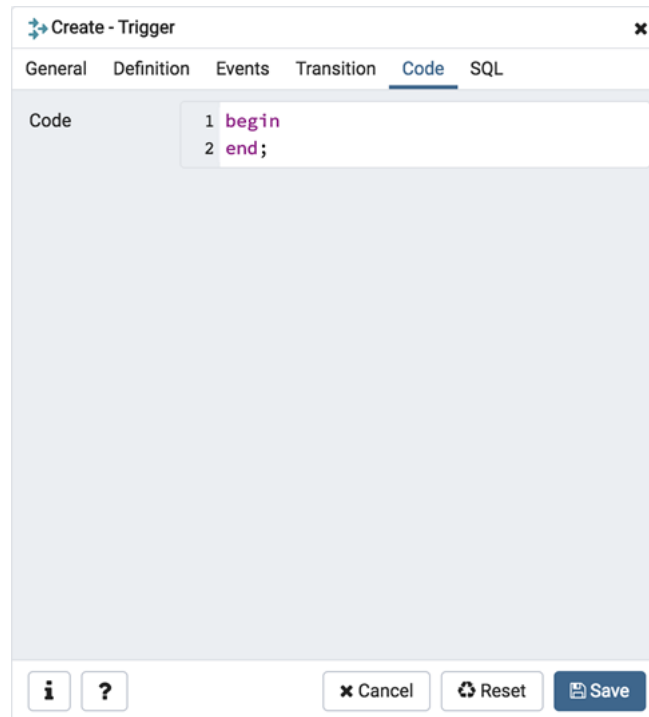 Create - Trigger
General Definition Events Transition Code SQL
Code
1 begin
2 end;
i ? Cancel Reset Save